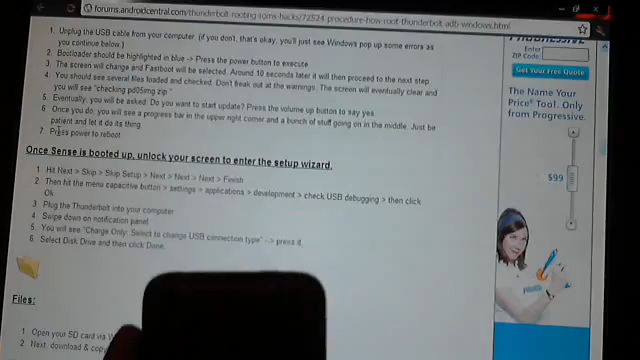 forums.androidcentral.com/thunderbolt-rooting-roms-hacks/72524-procedure-how-root-thunderbolt-adb-windows.html
1 Unplug the USB cable from your computer. (if you don't, that's okay, you'll just see Windows pop up some errors as
you continue below.)
2 Bootloader should be highlighted in blue -> Press the power button to execute
3 The screen will change and Fastboot will be selected. Around 10 seconds later it will then proceed to the next step.
4 You should see several files loaded and checked. Don't freak out at the warnings. The screen will eventually clear and
you will see "checking pd05img.zip."
5 Eventually, you will be asked. Do you want to start update? Press the volume up button to say yes.
6 Once you do, you will see a progress bar in the upper right corner and a bunch of stuff going on in the middle. Just be
patient and let it do its thing
7 Press power to reboot
Once Sense is booted up, unlock your screen to enter the setup wizard.
1 Hit Next > Skip > Skip Setup > Next > Next > Next > Finish
2 Then hit the menu capacitive button > settings > applications > development > check USB debugging > then click
Ok
3 Plug the Thunderbolt into your computer
4 Swipe down on notification panel
5 You will see "Charge Only: Select to change USB connection type" -> press it.
6 Select Disk Drive and then click Done.
Files:
1 Open your SD card via
2 Next, download & copy
PROGRESSIVE
Enter
ZIP Code:
Get Your Free Quote
The Name Your
Price® Tool. Only
from Progressive.
$99